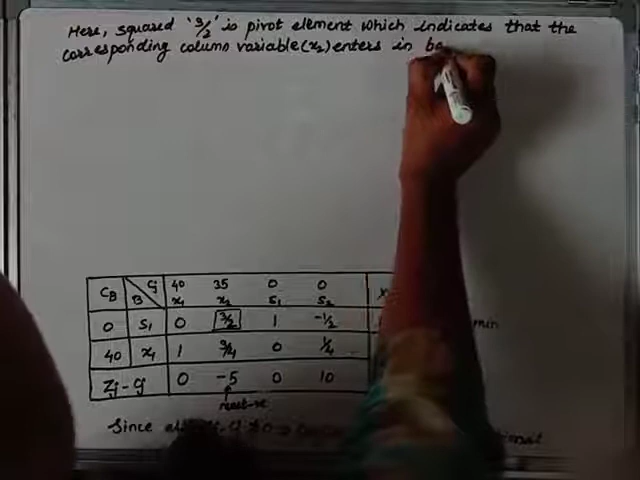 Here, squared '3/2' is pivot element which indicates that the
corresponding column variable (x2) enters in ba
CB B Cj 40 35 0 0
x1 x2 s1 s2
0 s1 0 3/2 1 -1/2
40 x1 1 3/4 0 1/4
Zj-Cj 0 -5 0 10
most-ve
Since all